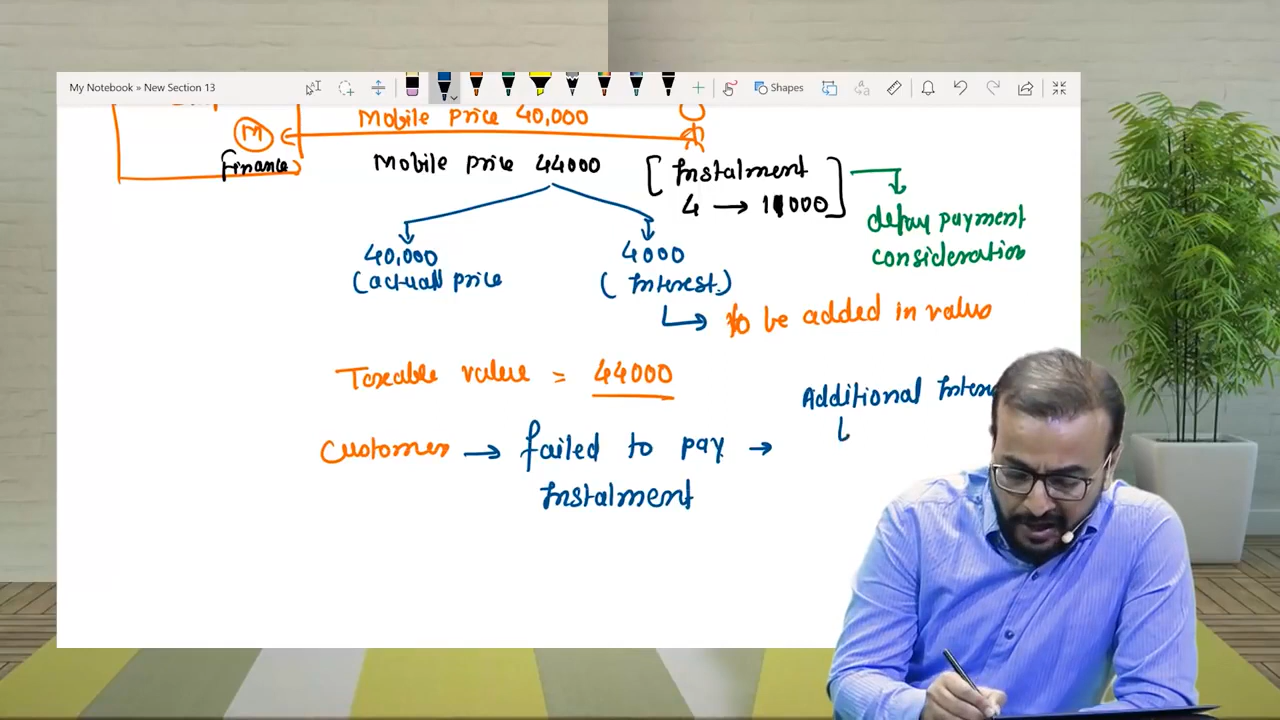 My Notebook » New Section 13
Shapes
Mobile price 40,000
M
Finance
Mobile price 44000
[ Instalment
4 → 11000 ]
delay payment
consideration
40,000
(actual price
4000
( Interest.)
to be added in value
Taxable value = 44000
Additional
Customer → failed to pay →
Instalment